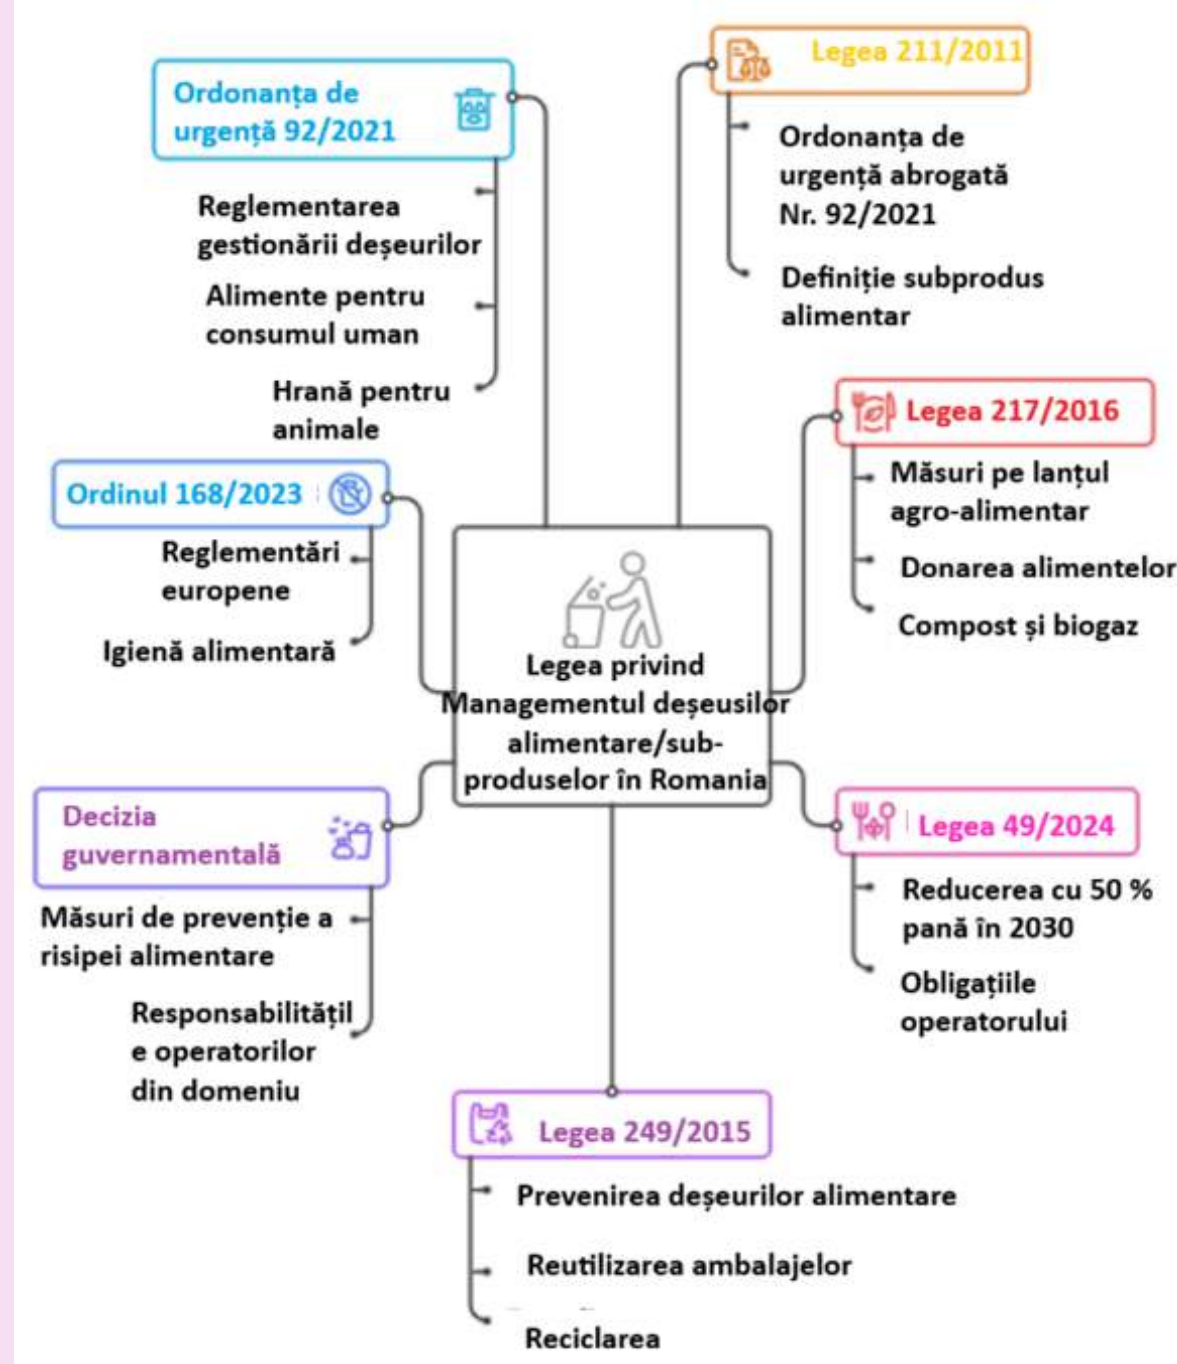 Legea 211/2011
Ordonanța de
urgență abrogată
Nr. 92/2021
Definiție subprodus
alimentar
Ordonanța de
urgență 92/2021
Reglementarea
gestionării deșeurilor
Alimente pentru
consumul uman
Hrană pentru
animale
Legea 217/2016
Măsuri pe lanțul
agro-alimentar
Donarea alimentelor
Compost și biogaz
Ordinul 168/2023
Reglementări
europene
Igienă alimentară
Legea privind
Managementul deșeusilor
alimentare/sub-
produselor în Romania
Decizia
guvernamentală
Măsuri de prevenție a
risipei alimentare
Responsabilitățil
e operatorilor
din domeniu
Legea 49/2024
Reducerea cu 50 %
pană în 2030
Obligațiile
operatorului
Legea 249/2015
Prevenirea deșeurilor alimentare
Reutilizarea ambalajelor
Reciclarea